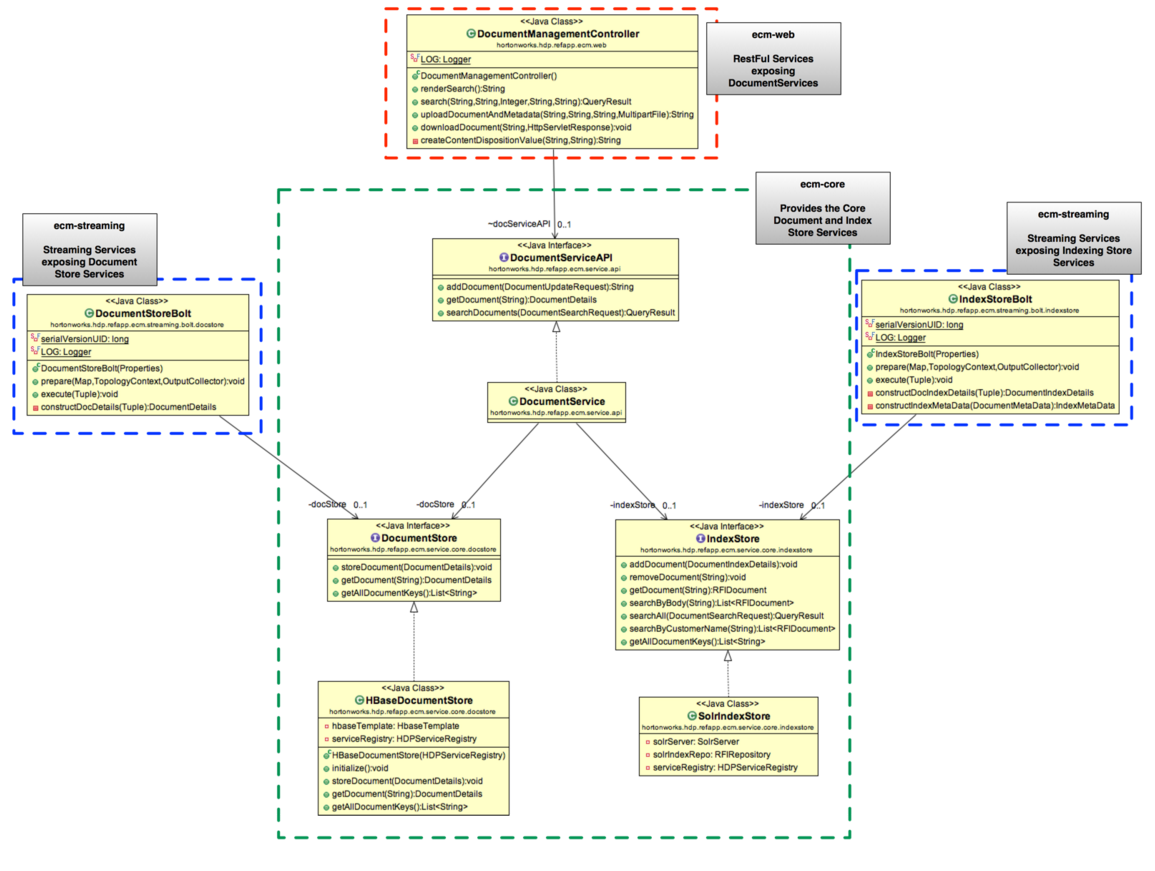 <<Java Class>>
DocumentManagementController
hortonworks.hdp.refapp.ecm.web
LOG: Logger
DocumentManagementController()
renderSearch():String
search(String,String,Integer,String,String):QueryResult
uploadDocumentAndMetadata(String,String,String,MultipartFile):String
downloadDocument(String,HttpServletResponse):void
createContentDispositionValue(String,String):String
ecm-web
RestFul Services
exposing
DocumentServices
ecm-core
Provides the Core
Document and Index
Store Services
~docServiceAPI 0..1
<<Java Interface>>
DocumentServiceAPI
hortonworks.hdp.refapp.ecm.service.api
addDocument(DocumentUpdateRequest):String
getDocument(String):DocumentDetails
searchDocuments(DocumentSearchRequest):QueryResult
ecm-streaming
Streaming Services
exposing Document
Store Services
<<Java Class>>
DocumentStoreBolt
hortonworks.hdp.refapp.ecm.streaming.bolt.docstore
serialVersionUID: long
LOG: Logger
DocumentStoreBolt(Properties)
prepare(Map,TopologyContext,OutputCollector):void
execute(Tuple):void
constructDocDetails(Tuple):DocumentDetails
ecm-streaming
Streaming Services
exposing Indexing Store
Services
<<Java Class>>
IndexStoreBolt
hortonworks.hdp.refapp.ecm.streaming.bolt.indexstore
serialVersionUID: long
LOG: Logger
IndexStoreBolt(Properties)
prepare(Map,TopologyContext,OutputCollector):void
execute(Tuple):void
constructDocIndexDetails(Tuple):DocumentIndexDetails
constructIndexMetaData(DocumentMetaData):IndexMetaData
<<Java Class>>
DocumentService
hortonworks.hdp.refapp.ecm.service.api
-docStore 0..1
-docStore 0..1
-indexStore 0..1
-indexStore 0..1
<<Java Interface>>
DocumentStore
hortonworks.hdp.refapp.ecm.service.core.docstore
storeDocument(DocumentDetails):void
getDocument(String):DocumentDetails
getAllDocumentKeys():List<String>
<<Java Interface>>
IndexStore
hortonworks.hdp.refapp.ecm.service.core.indexstore
addDocument(DocumentIndexDetails):void
removeDocument(String):void
getDocument(String):RFIDocument
searchByBody(String):List<RFIDocument>
searchAll(DocumentSearchRequest):QueryResult
searchByCustomerName(String):List<RFIDocument>
getAllDocumentKeys():List<String>
<<Java Class>>
HBaseDocumentStore
hortonworks.hdp.refapp.ecm.service.core.docstore
hbaseTemplate: HbaseTemplate
serviceRegistry: HDPServiceRegistry
HBaseDocumentStore(HDPServiceRegistry)
initialize():void
storeDocument(DocumentDetails):void
getDocument(String):DocumentDetails
getAllDocumentKeys():List<String>
<<Java Class>>
SolrIndexStore
hortonworks.hdp.refapp.ecm.service.core.indexstore
solrServer: SolrServer
solrIndexRepo: RFIRepository
serviceRegistry: HDPServiceRegistry